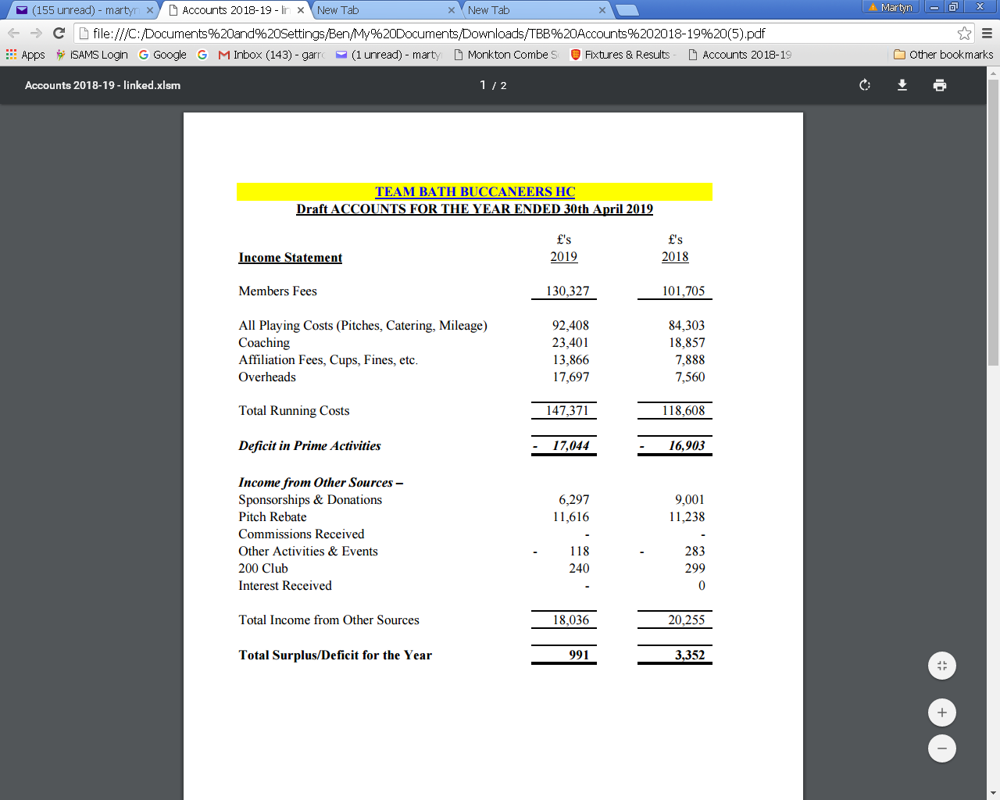 (155 unread) - martyn Accounts 2018-19 - lin New Tab New Tab Martyn
file:///C:/Documents%20and%20Settings/Ben/My%20Documents/Downloads/TBB%20Accounts%202018-19%20(5).pdf
Apps iSAMS Login Google Inbox (143) - garr (1 unread) - marty Monkton Combe S Fixtures & Results - Accounts 2018-19 Other bookmarks
Accounts 2018-19 - linked.xlsm 1 / 2
TEAM BATH BUCCANEERS HC
Draft ACCOUNTS FOR THE YEAR ENDED 30th April 2019
£'s £'s
Income Statement 2019 2018
Members Fees 130,327 101,705
All Playing Costs (Pitches, Catering, Mileage) 92,408 84,303
Coaching 23,401 18,857
Affiliation Fees, Cups, Fines, etc. 13,866 7,888
Overheads 17,697 7,560
Total Running Costs 147,371 118,608
Deficit in Prime Activities - 17,044 - 16,903
Income from Other Sources –
Sponsorships & Donations 6,297 9,001
Pitch Rebate 11,616 11,238
Commissions Received - -
Other Activities & Events - 118 - 283
200 Club 240 299
Interest Received - 0
Total Income from Other Sources 18,036 20,255
Total Surplus/Deficit for the Year 991 3,352